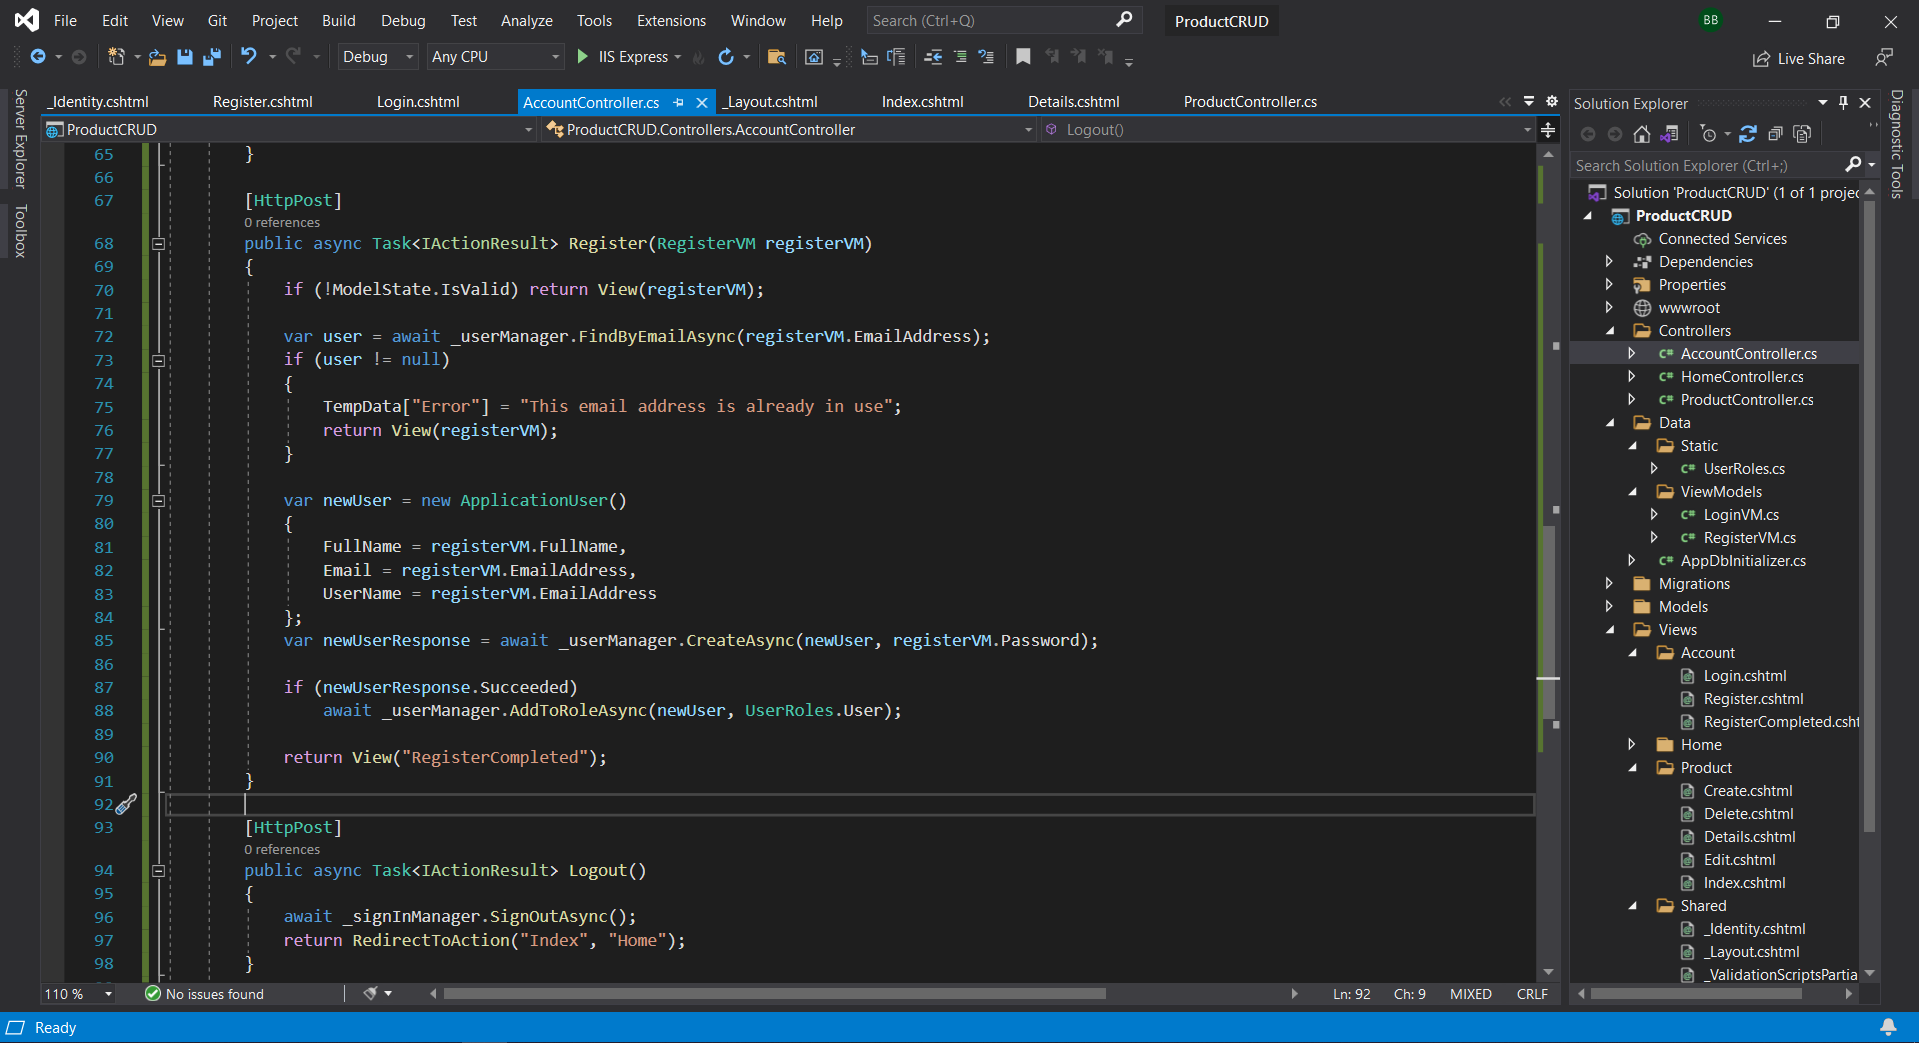 File Edit View Git Project Build Debug Test Analyze Tools Extensions Window Help Search (Ctrl+Q) ProductCRUD BB
Debug Any CPU IIS Express Live Share
Server Explorer
Toolbox
_Identity.cshtml Register.cshtml Login.cshtml AccountController.cs _Layout.cshtml Index.cshtml Details.cshtml ProductController.cs
ProductCRUD ProductCRUD.Controllers.AccountController Logout()
65 }
66
67 [HttpPost]
0 references
68 public async Task<IActionResult> Register(RegisterVM registerVM)
69 {
70 if (!ModelState.IsValid) return View(registerVM);
71
72 var user = await _userManager.FindByEmailAsync(registerVM.EmailAddress);
73 if (user != null)
74 {
75 TempData["Error"] = "This email address is already in use";
76 return View(registerVM);
77 }
78
79 var newUser = new ApplicationUser()
80 {
81 FullName = registerVM.FullName,
82 Email = registerVM.EmailAddress,
83 UserName = registerVM.EmailAddress
84 };
85 var newUserResponse = await _userManager.CreateAsync(newUser, registerVM.Password);
86
87 if (newUserResponse.Succeeded)
88 await _userManager.AddToRoleAsync(newUser, UserRoles.User);
89
90 return View("RegisterCompleted");
91 }
92
93 [HttpPost]
0 references
94 public async Task<IActionResult> Logout()
95 {
96 await _signInManager.SignOutAsync();
97 return RedirectToAction("Index", "Home");
98 }
110 % No issues found Ln: 92 Ch: 9 MIXED CRLF
Solution Explorer
Search Solution Explorer (Ctrl+;)
Solution 'ProductCRUD' (1 of 1 projec
ProductCRUD
Connected Services
Dependencies
Properties
wwwroot
Controllers
C# AccountController.cs
C# HomeController.cs
C# ProductController.cs
Data
Static
C# UserRoles.cs
ViewModels
C# LoginVM.cs
C# RegisterVM.cs
C# AppDbInitializer.cs
Migrations
Models
Views
Account
Login.cshtml
Register.cshtml
RegisterCompleted.csht
Home
Product
Create.cshtml
Delete.cshtml
Details.cshtml
Edit.cshtml
Index.cshtml
Shared
_Identity.cshtml
_Layout.cshtml
_ValidationScriptsPartia
Diagnostic Tools
Ready